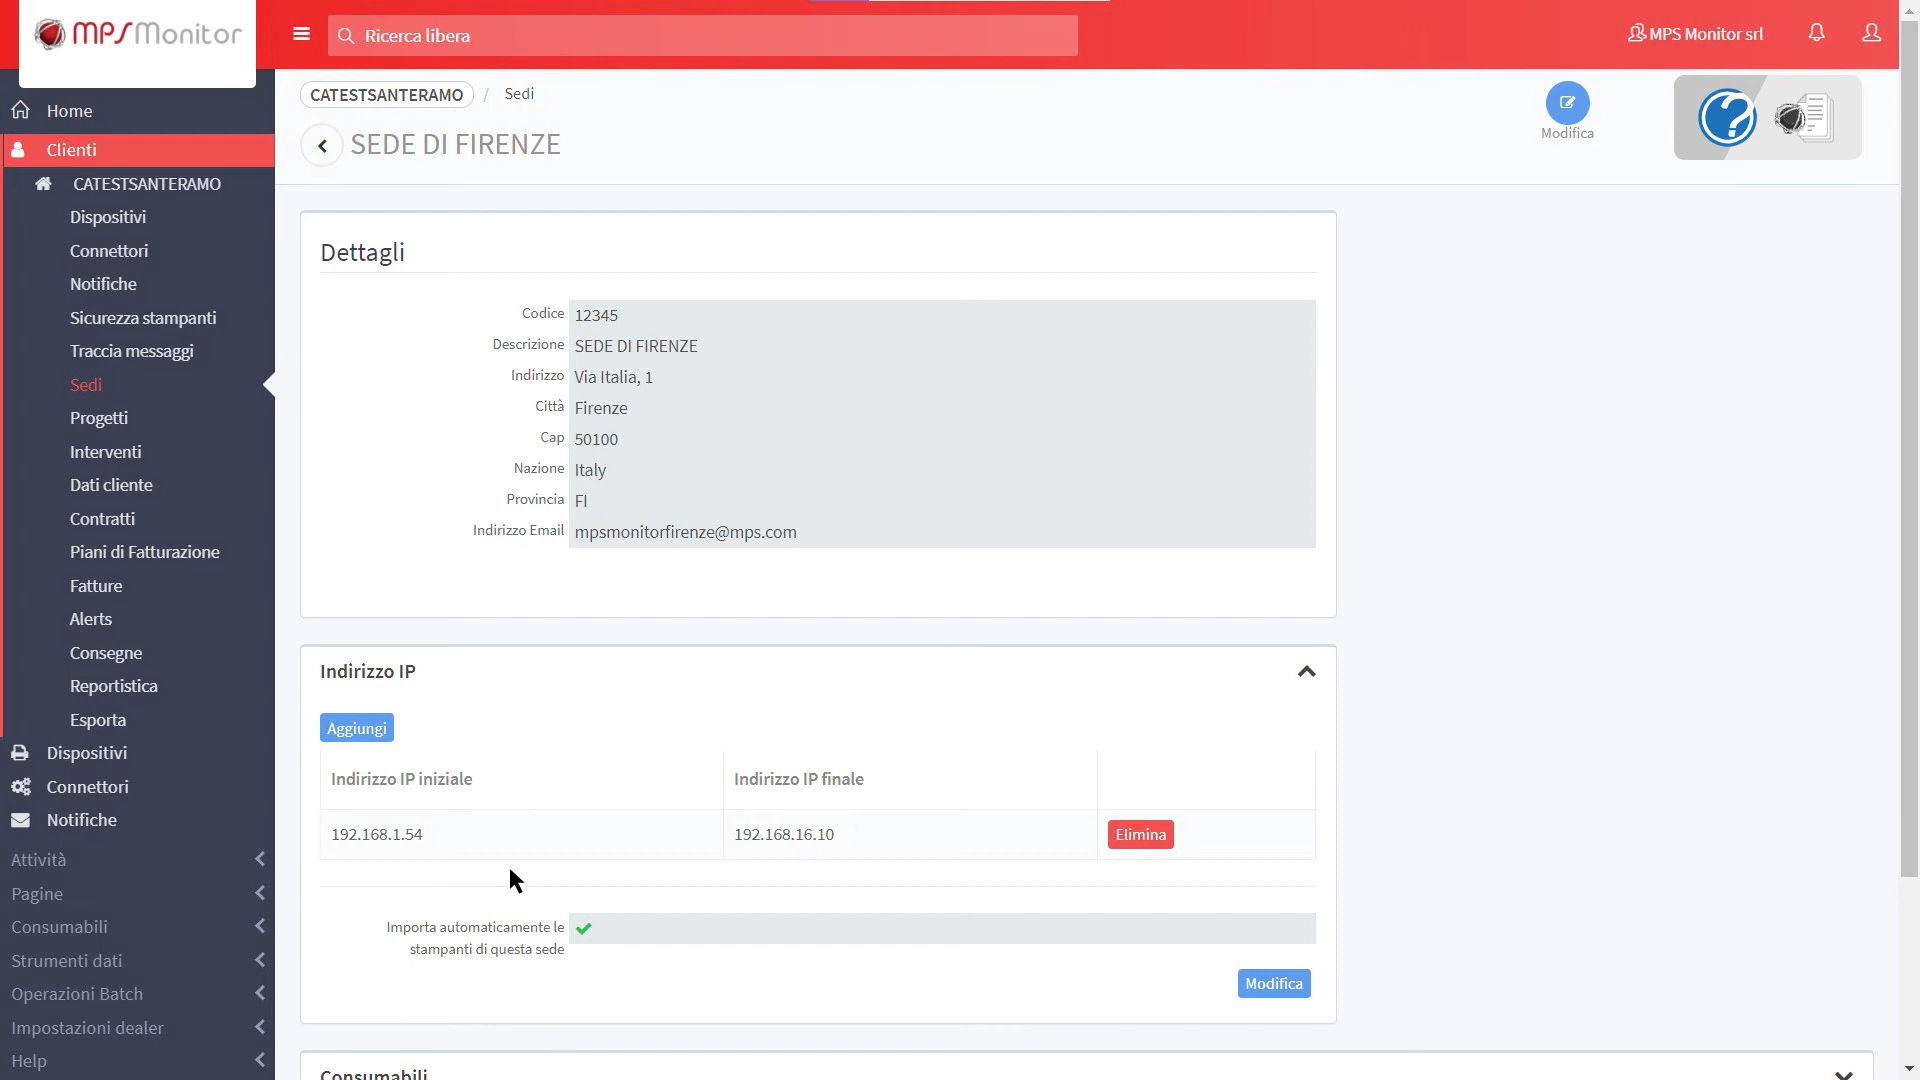 MPSMonitor
Ricerca libera
MPS Monitor srl
Home
Clienti
CATESTSANTERAMO
Dispositivi
Connettori
Notifiche
Sicurezza stampanti
Traccia messaggi
Sedi
Progetti
Interventi
Dati cliente
Contratti
Piani di Fatturazione
Fatture
Alerts
Consegne
Reportistica
Esporta
Dispositivi
Connettori
Notifiche
Attività
Pagine
Consumabili
Strumenti dati
Operazioni Batch
Impostazioni dealer
Help
CATESTSANTERAMO / Sedi
SEDE DI FIRENZE
Modifica
?
Dettagli
Codice 12345
Descrizione SEDE DI FIRENZE
Indirizzo Via Italia, 1
Città Firenze
Cap 50100
Nazione Italy
Provincia FI
Indirizzo Email mpsmonitorfirenze@mps.com
Indirizzo IP
Aggiungi
Indirizzo IP iniziale Indirizzo IP finale
192.168.1.54 192.168.16.10 Elimina
Importa automaticamente le
stampanti di questa sede
Modifica
Consumabili